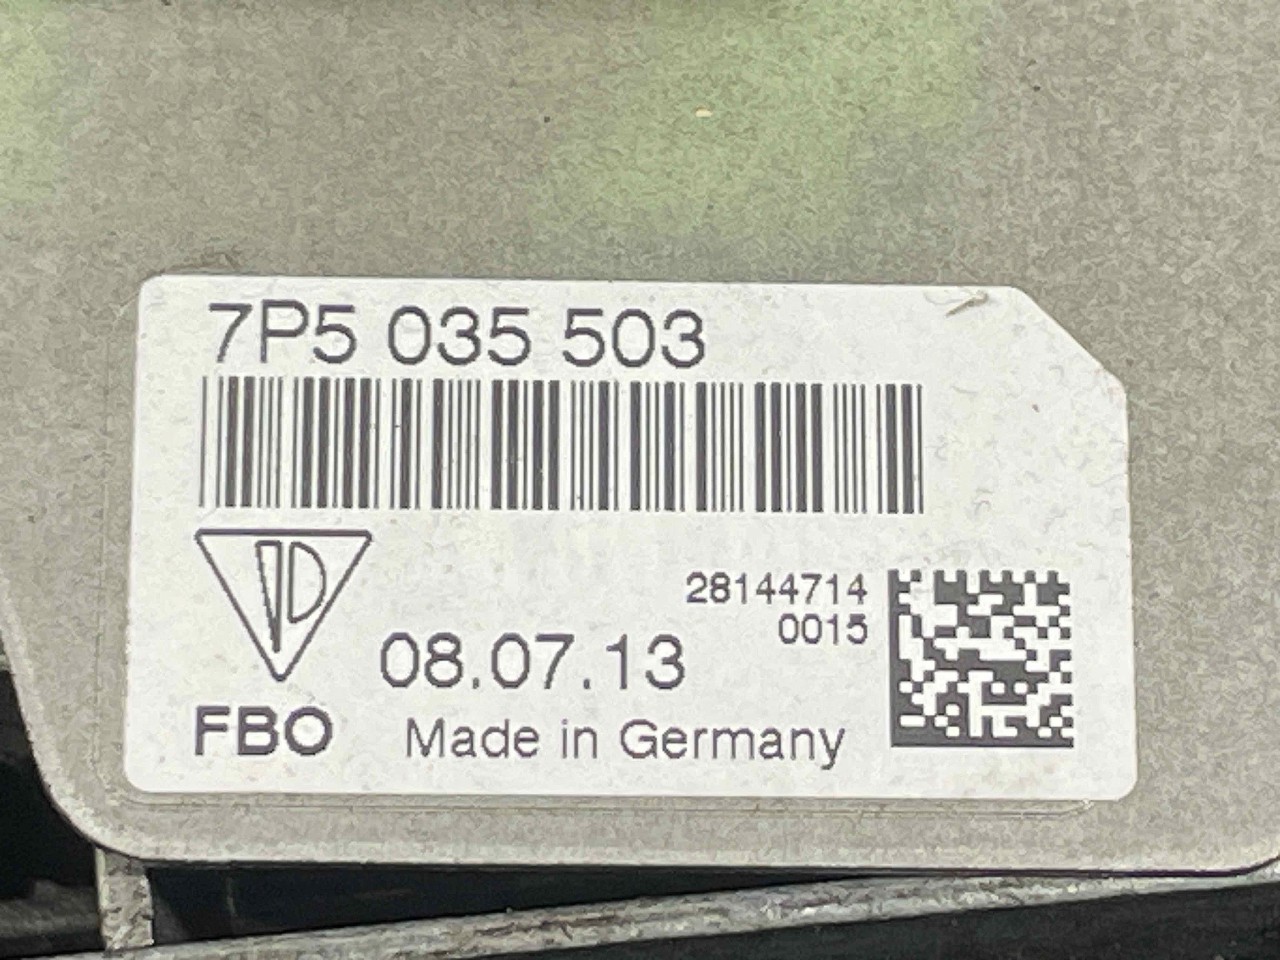 7P5 035 503
28144714
0015
08.07.13
FBO
Made in Germany